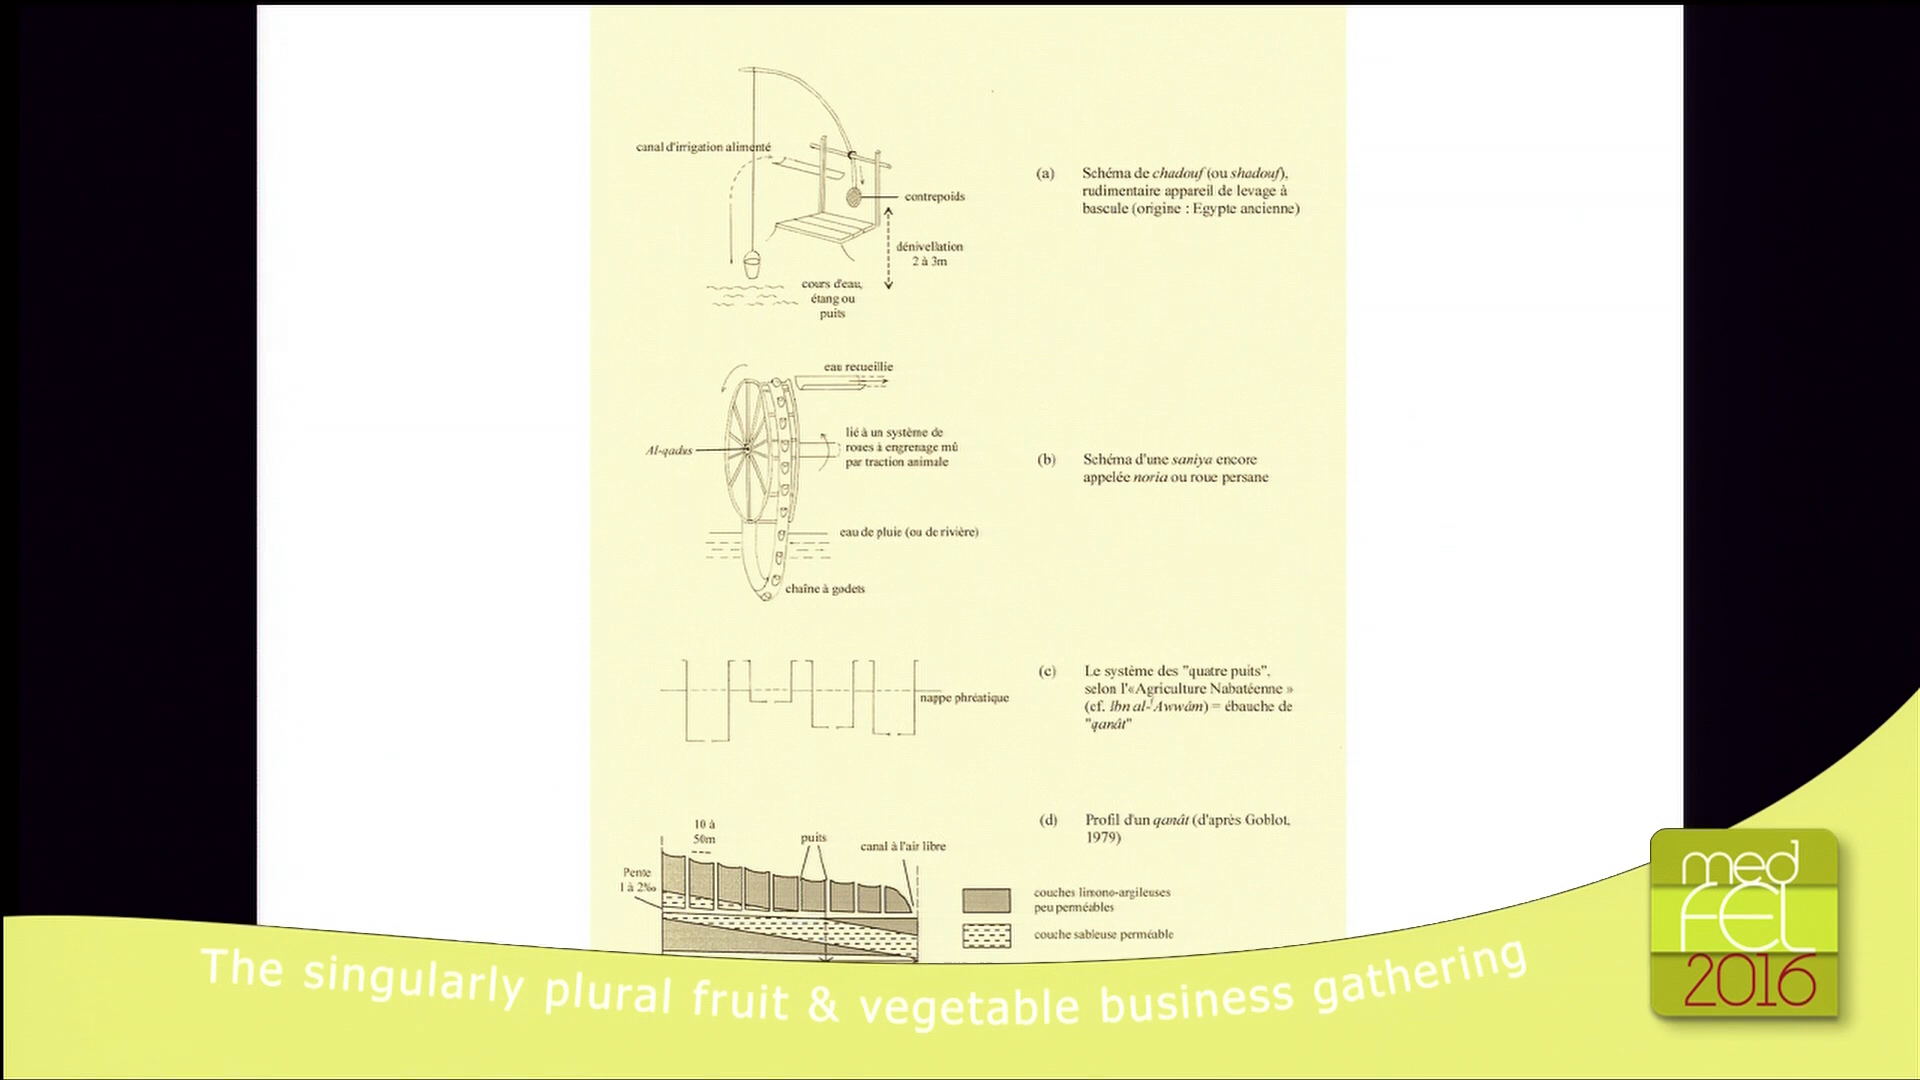 canal d'irrigation alimenté
contrepoids
dénivellation
2 à 3m
cours d'eau,
étang ou
puits
(a) Schéma de chadouf (ou shadouf),
rudimentaire appareil de levage à
bascule (origine : Egypte ancienne)
eau recueillie
Al-qadus
lié à un système de
roues à engrenage mû
par traction animale
eau de pluie (ou de rivière)
chaîne à godets
(b) Schéma d'une saniya encore
appelée noria ou roue persane
nappe phréatique
(c) Le système des "quatre puits",
selon l'«Agriculture Nabatéenne »
(cf. Ibn al-ʿAwwâm) = ébauche de
"qanât"
(d) Profil d'un qanât (d'après Goblot,
1979)
10 à
50m
puits
canal à l'air libre
Pente
1 à 2‰
couches limono-argileuses
peu perméables
couche sableuse perméable
The singularly plural fruit & vegetable business gathering
med
FEL
2016